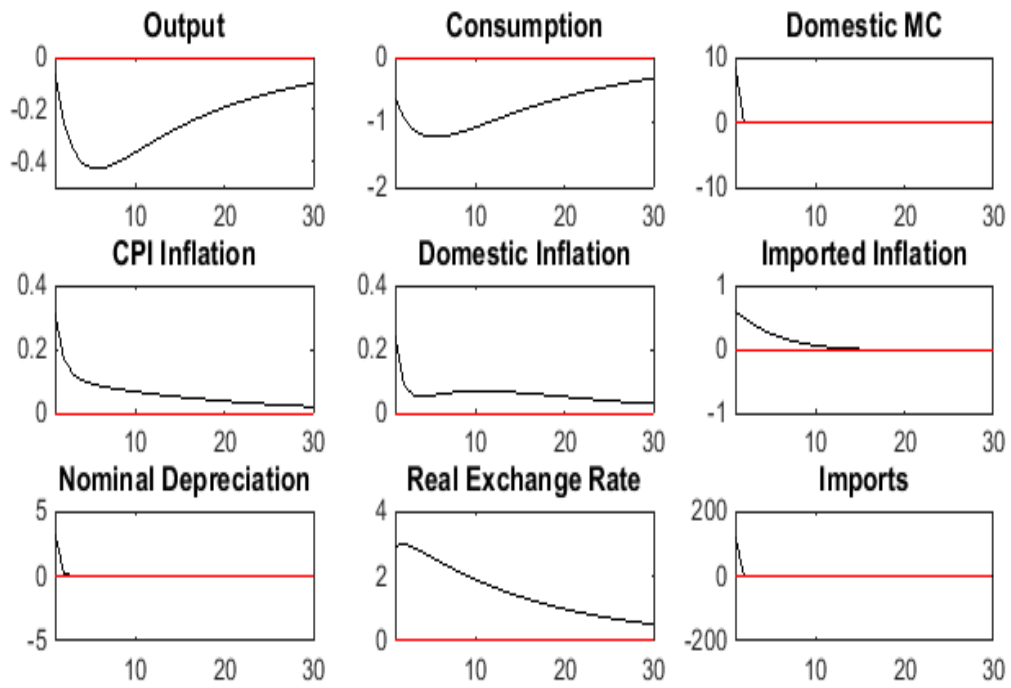 Output Consumption Domestic MC
0 0 10
-0.2 -1 0
-0.4 -2 -10
10 20 30 10 20 30 10 20 30
CPI Inflation Domestic Inflation Imported Inflation
0.4 0.4 1
0.2 0.2 0
0 0 -1
10 20 30 10 20 30 10 20 30
Nominal Depreciation Real Exchange Rate Imports
5 4 200
0 2 0
-5 0 -200
10 20 30 10 20 30 10 20 30